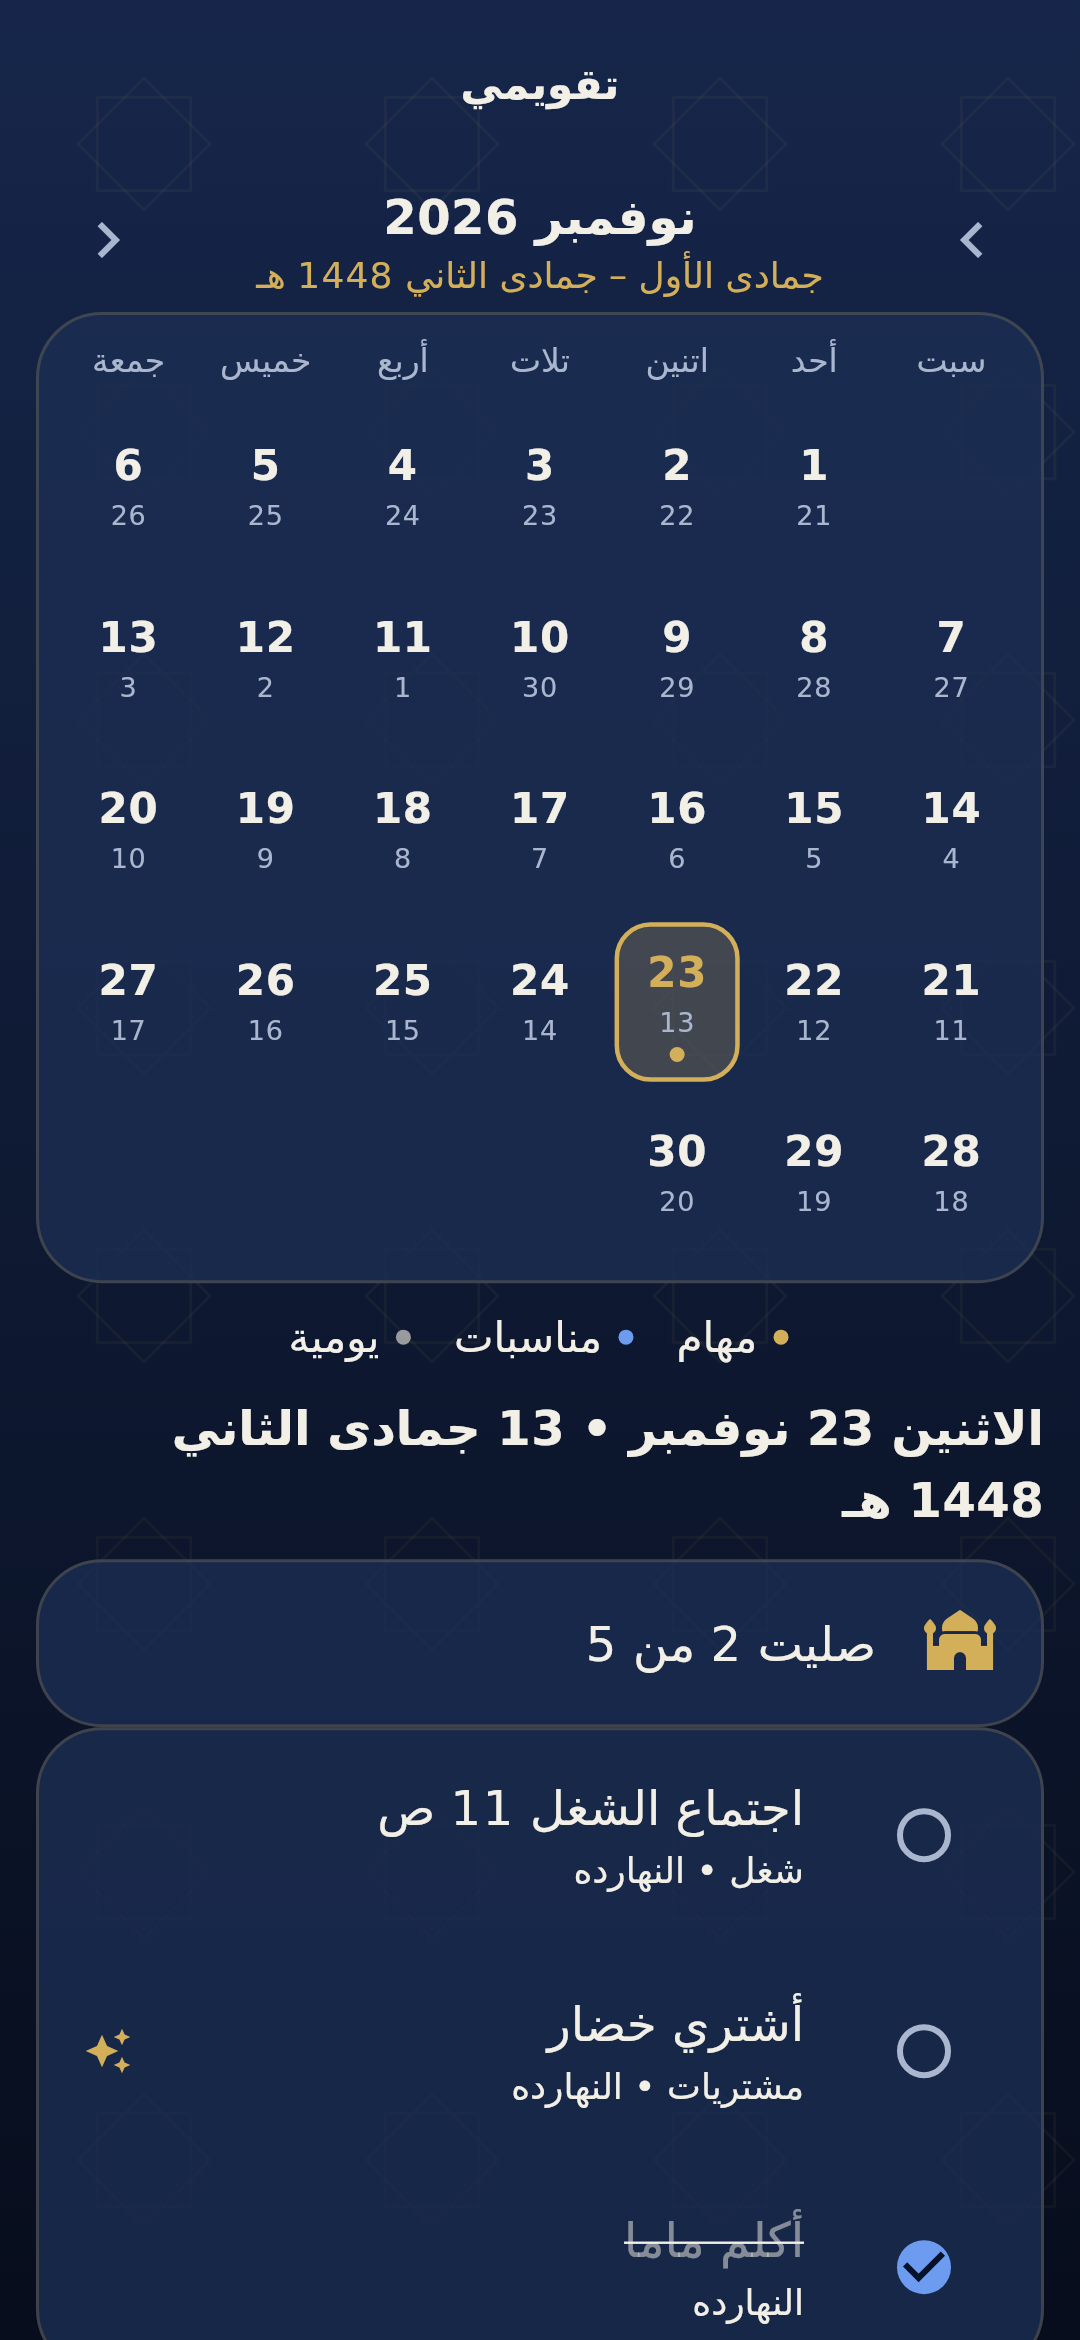 تقويمي
نوفمبر 2026
جمادى الأول – جمادى الثاني 1448 هـ
سبت أحد اتنين تلات أربع خميس جمعة
1 2 3 4 5 6
21 22 23 24 25 26
7 8 9 10 11 12 13
27 28 29 30 1 2 3
14 15 16 17 18 19 20
4 5 6 7 8 9 10
21 22 23 24 25 26 27
11 12 13 14 15 16 17
28 29 30
18 19 20
مهام مناسبات يومية
الاثنين 23 نوفمبر • 13 جمادى الثاني
1448 هـ
صليت 2 من 5
اجتماع الشغل 11 ص
شغل • النهارده
أشتري خضار
مشتريات • النهارده
أكلم ماما
النهارده